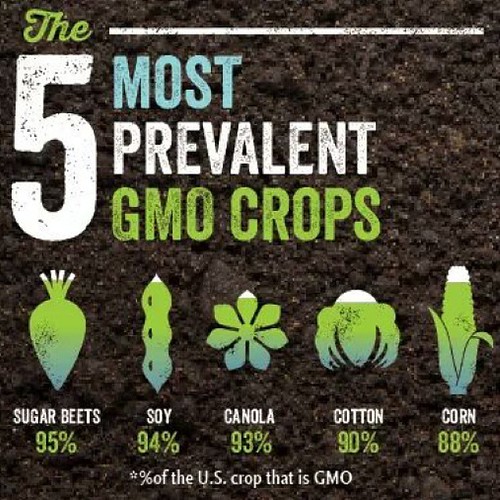 The
5 MOST
PREVALENT
GMO CROPS
SUGAR BEETS SOY CANOLA COTTON CORN
95% 94% 93% 90% 88%
*%of the U.S. crop that is GMO